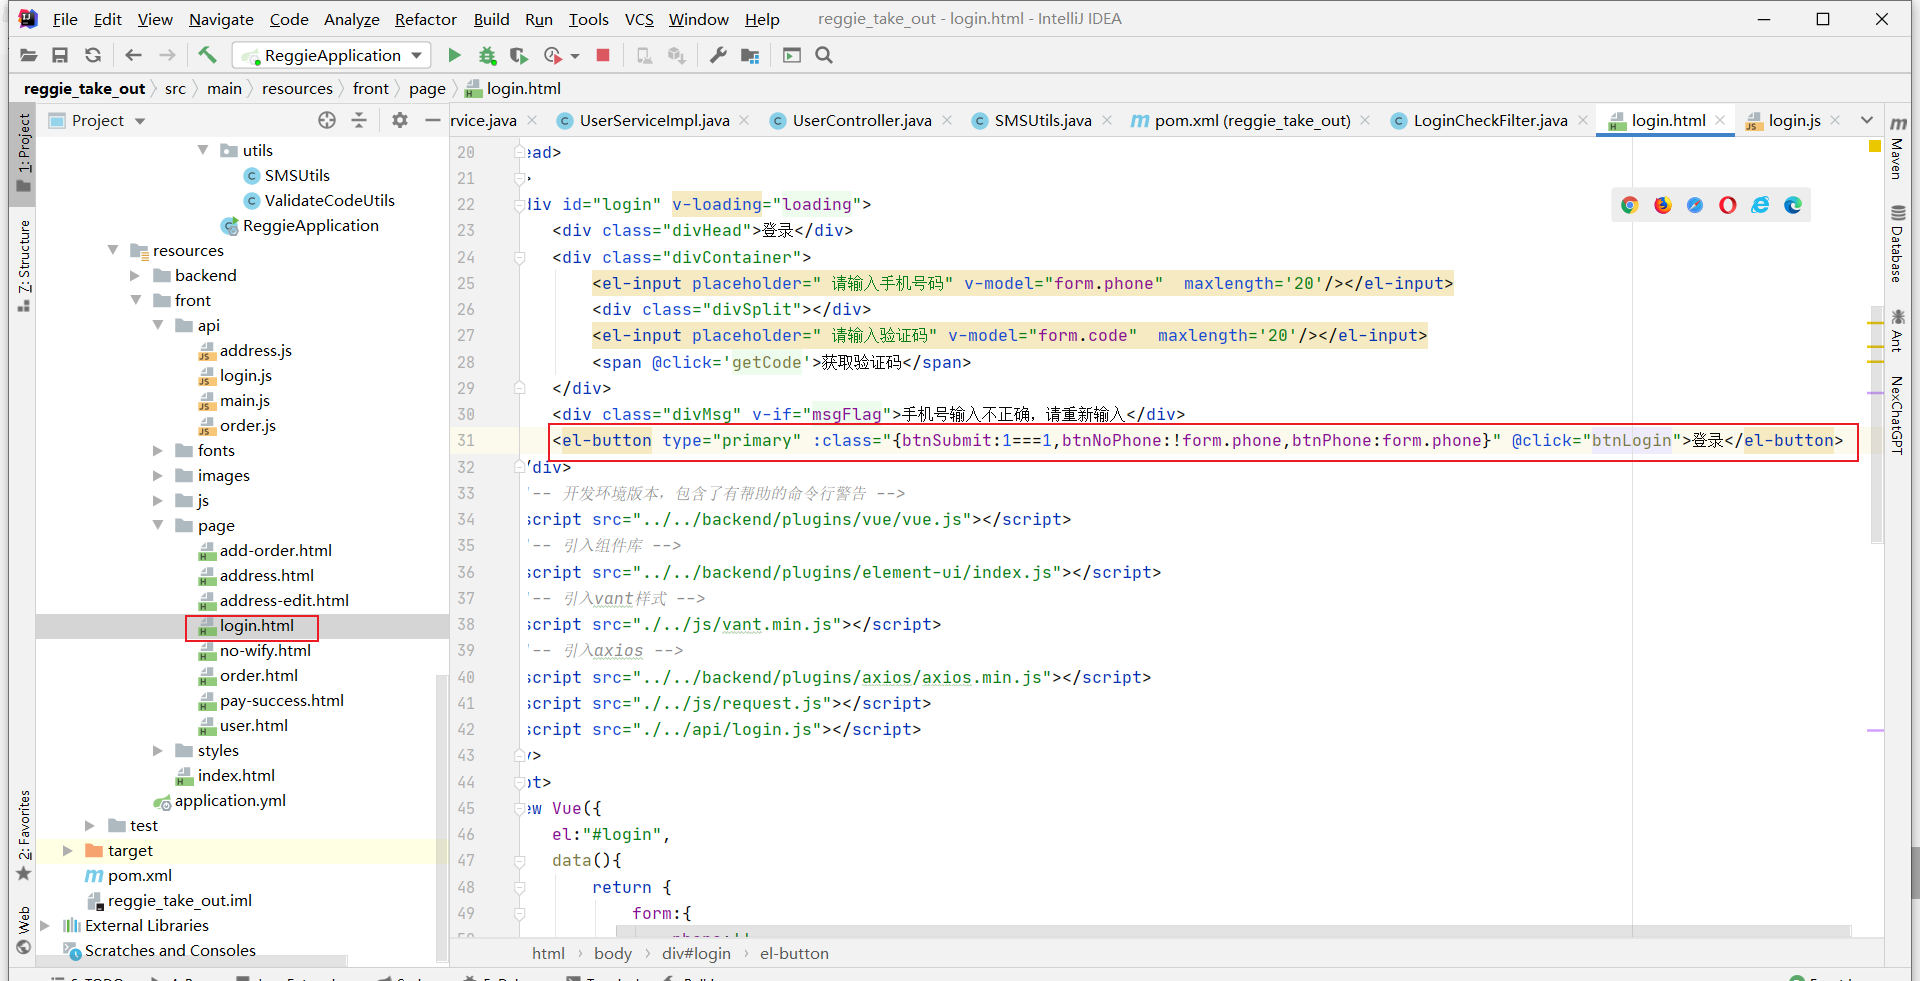 File Edit View Navigate Code Analyze Refactor Build Run Tools VCS Window Help reggie_take_out - login.html - IntelliJ IDEA
ReggieApplication
reggie_take_out src main resources front page login.html
Project
rvice.java UserServiceImpl.java UserController.java SMSUtils.java pom.xml (reggie_take_out) LoginCheckFilter.java login.html login.js
1: Project
Z: Structure
2: Favorites
Web
utils
SMSUtils
ValidateCodeUtils
ReggieApplication
resources
backend
front
api
address.js
login.js
main.js
order.js
fonts
images
js
page
add-order.html
address.html
address-edit.html
login.html
no-wify.html
order.html
pay-success.html
user.html
styles
index.html
application.yml
test
target
pom.xml
reggie_take_out.iml
External Libraries
Scratches and Consoles
20 ead>
21 >
22 div id="login" v-loading="loading">
23 <div class="divHead">登录</div>
24 <div class="divContainer">
25 <el-input placeholder=" 请输入手机号码" v-model="form.phone"  maxlength='20'/></el-input>
26 <div class="divSplit"></div>
27 <el-input placeholder=" 请输入验证码" v-model="form.code"  maxlength='20'/></el-input>
28 <span @click='getCode'>获取验证码</span>
29 </div>
30 <div class="divMsg" v-if="msgFlag">手机号输入不正确，请重新输入</div>
31 <el-button type="primary" :class="{btnSubmit:1===1,btnNoPhone:!form.phone,btnPhone:form.phone}" @click="btnLogin">登录</el-button>
32 /div>
33 -- 开发环境版本，包含了有帮助的命令行警告 -->
34 script src="../../backend/plugins/vue/vue.js"></script>
35 -- 引入组件库 -->
36 script src="../../backend/plugins/element-ui/index.js"></script>
37 -- 引入vant样式 -->
38 script src="./../js/vant.min.js"></script>
39 -- 引入axios -->
40 script src="../../backend/plugins/axios/axios.min.js"></script>
41 script src="./../js/request.js"></script>
42 script src="./../api/login.js"></script>
43 >
44 pt>
45 ew Vue({
46 el:"#login",
47 data(){
48 return {
49 form:{
phone:''
html body div#login el-button
Maven
Database
Ant
NexChatGPT